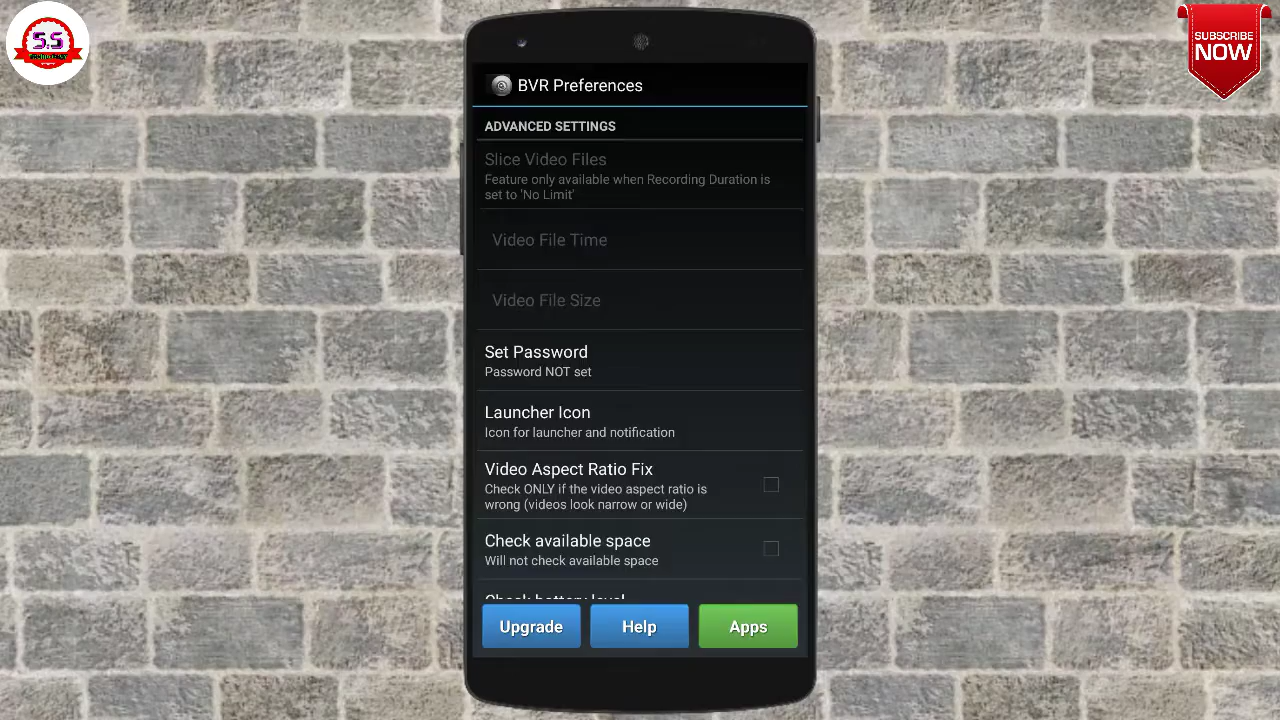 S.S
SUBSCRIBE
NOW
BVR Preferences
ADVANCED SETTINGS
Slice Video Files
Feature only available when Recording Duration is
set to 'No Limit'
Video File Time
Video File Size
Set Password
Password NOT set
Launcher Icon
Icon for launcher and notification
Video Aspect Ratio Fix
Check ONLY if the video aspect ratio is
wrong (videos look narrow or wide)
Check available space
Will not check available space
Check battery level
Upgrade
Help
Apps